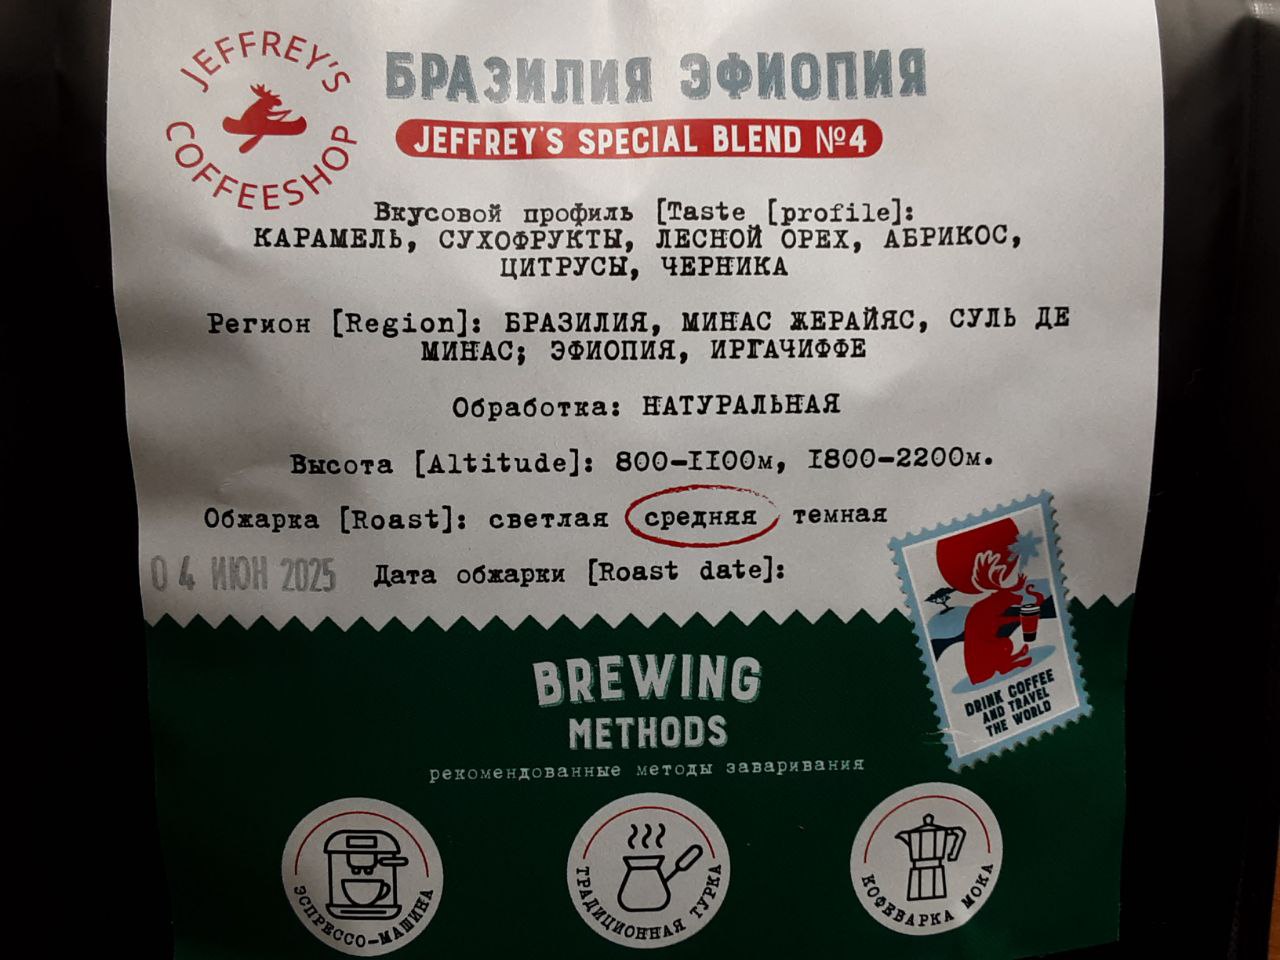 JEFFREY'S
COFFEESHOP
БРАЗИЛИЯ ЭФИОПИЯ
JEFFREY'S SPECIAL BLEND №4
Вкусовой профиль [Taste [profile]:
КАРАМЕЛЬ, СУХОФРУКТЫ, ЛЕСНОЙ ОРЕХ, АБРИКОС,
ЦИТРУСЫ, ЧЕРНИКА
Регион [Region]: БРАЗИЛИЯ, МИНАС ЖЕРАЙЯС, СУЛЬ ДЕ
МИНАС; ЭФИОПИЯ, ИРГАЧИФФЕ
Обработка: НАТУРАЛЬНАЯ
Высота [Altitude]: 800-1100м, 1800-2200м.
Обжарка [Roast]: светлая средняя темная
04 ИЮН 2025 Дата обжарки [Roast date]:
DRINK COFFEE
AND TRAVEL
THE WORLD
BREWING
METHODS
рекомендованные методы заваривания
ЭСПРЕССО-МАШИНА
ТРАДИЦИОННАЯ ТУРКА
КОФЕВАРКА МОКА